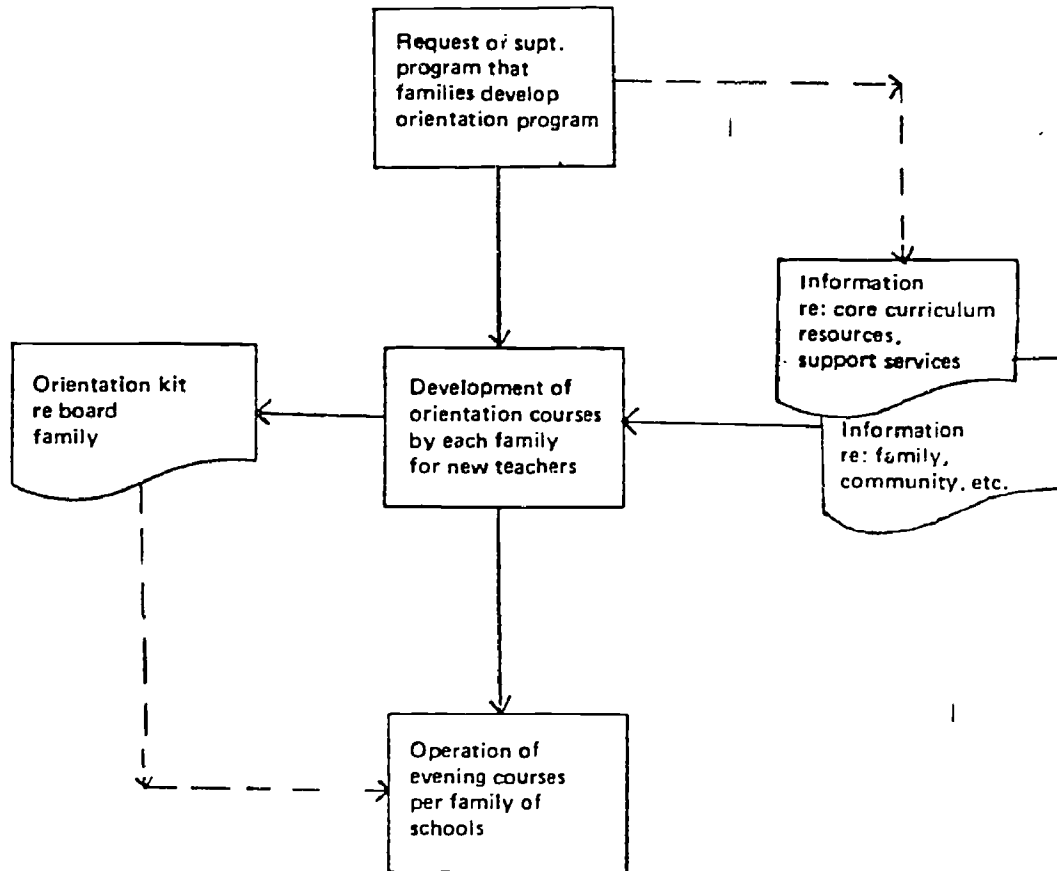 Request of supt.
program that
families develop
orientation program
Information
re: core curriculum
resources,
support services
Orientation kit
re board
family
Development of
orientation courses
by each family
for new teachers
Information
re: family,
community, etc.
Operation of
evening courses
per family of
schools